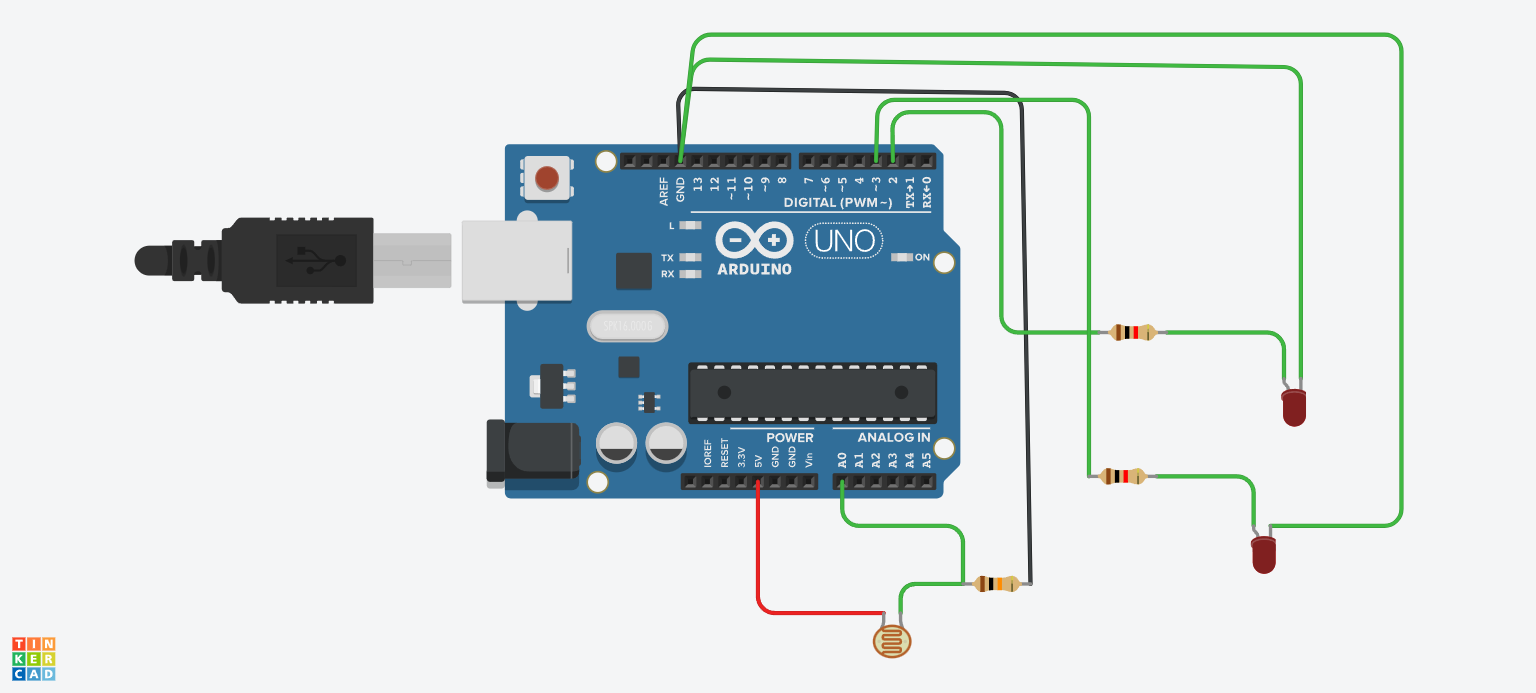 AREF
GND
13
12
~11
~10
~9
8
7
~6
~5
4
~3
2
TX→1
RX←0
DIGITAL (PWM~)
L
TX
RX
ARDUINO
UNO
ON
POWER
ANALOG IN
IOREF
RESET
3.3V
5V
GND
GND
Vin
A0
A1
A2
A3
A4
A5
TIN
KER
CAD